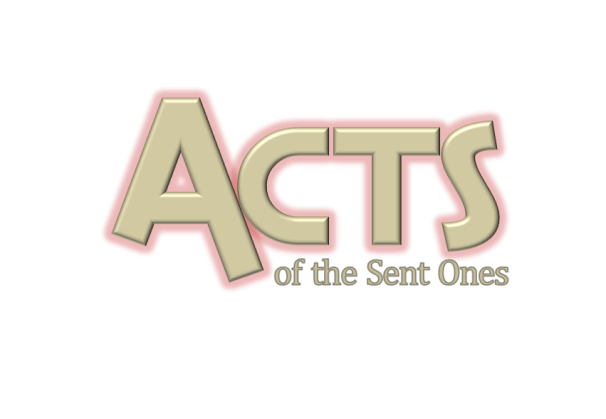 ACTS
of the Sent Ones